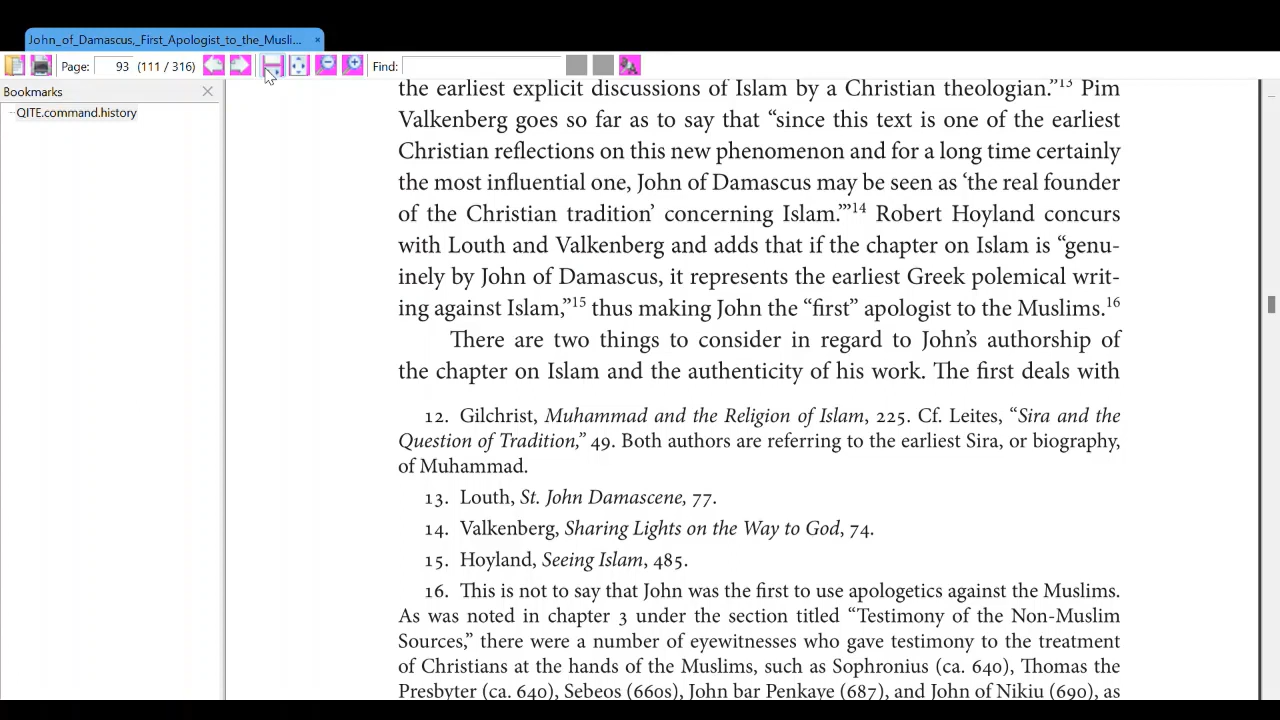 John_of_Damascus,_First_Apologist_to_the_Musli...
×
Page: 93 (111 / 316) Find:
Bookmarks
QITE.command.history
the earliest explicit discussions of Islam by a Christian theologian.”13 Pim
Valkenberg goes so far as to say that “since this text is one of the earliest
Christian reflections on this new phenomenon and for a long time certainly
the most influential one, John of Damascus may be seen as ‘the real founder
of the Christian tradition’ concerning Islam.’”14 Robert Hoyland concurs
with Louth and Valkenberg and adds that if the chapter on Islam is “genu-
inely by John of Damascus, it represents the earliest Greek polemical writ-
ing against Islam,”15 thus making John the “first” apologist to the Muslims.16
There are two things to consider in regard to John’s authorship of
the chapter on Islam and the authenticity of his work. The first deals with
12. Gilchrist, Muhammad and the Religion of Islam, 225. Cf. Leites, “Sira and the
Question of Tradition,” 49. Both authors are referring to the earliest Sira, or biography,
of Muhammad.
13. Louth, St. John Damascene, 77.
14. Valkenberg, Sharing Lights on the Way to God, 74.
15. Hoyland, Seeing Islam, 485.
16. This is not to say that John was the first to use apologetics against the Muslims.
As was noted in chapter 3 under the section titled “Testimony of the Non-Muslim
Sources,” there were a number of eyewitnesses who gave testimony to the treatment
of Christians at the hands of the Muslims, such as Sophronius (ca. 640), Thomas the
Presbyter (ca. 640), Sebeos (660s), John bar Penkaye (687), and John of Nikiu (690), as